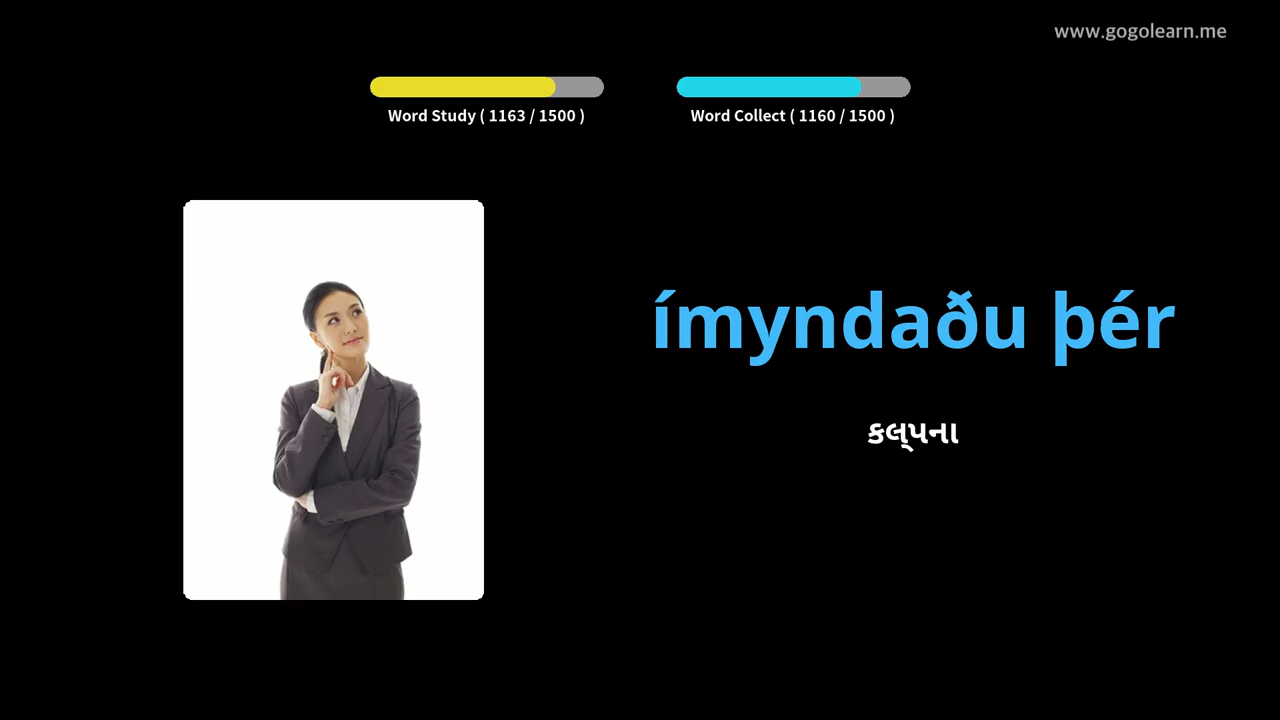 www.gogolearn.me
Word Study ( 1163 / 1500 )
Word Collect ( 1160 / 1500 )
ímyndaðu þér
કલ્પના